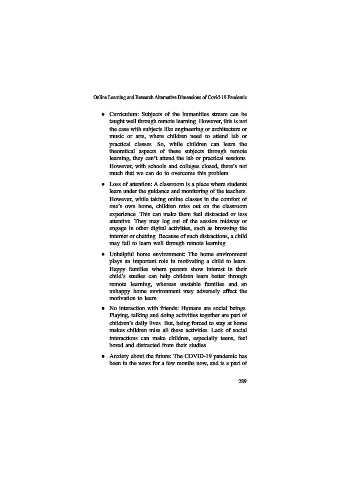 Online Learning and Research Alternative Dimensions of Covid-19 Pandemic
• Curriculum: Subjects of the humanities stream can be
taught well through remote learning. However, this is not
the case with subjects like engineering or architecture or
music or arts, where children need to attend lab or
practical classes. So, while children can learn the
theoretical aspects of these subjects through remote
learning, they can't attend the lab or practical sessions.
However, with schools and colleges closed, there's not
much that we can do to overcome this problem.
• Loss of attention: A classroom is a place where students
learn under the guidance and monitoring of the teachers.
However, while taking online classes in the comfort of
one's own home, children miss out on the classroom
experience. This can make them feel distracted or less
attentive. They may log out of the session midway or
engage in other digital activities, such as browsing the
internet or chatting. Because of such distractions, a child
may fail to learn well through remote learning.
• Unhelpful home environment: The home environment
plays an important role in motivating a child to learn.
Happy families where parents show interest in their
child's studies can help children learn better through
remote learning, whereas unstable families and an
unhappy home environment may adversely affect the
motivation to learn.
• No interaction with friends: Humans are social beings.
Playing, talking and doing activities together are part of
children's daily lives. But, being forced to stay at home
makes children miss all these activities. Lack of social
interactions can make children, especially teens, feel
bored and distracted from their studies.
• Anxiety about the future: The COVID-19 pandemic has
been in the news for a few months now, and is a part of
289